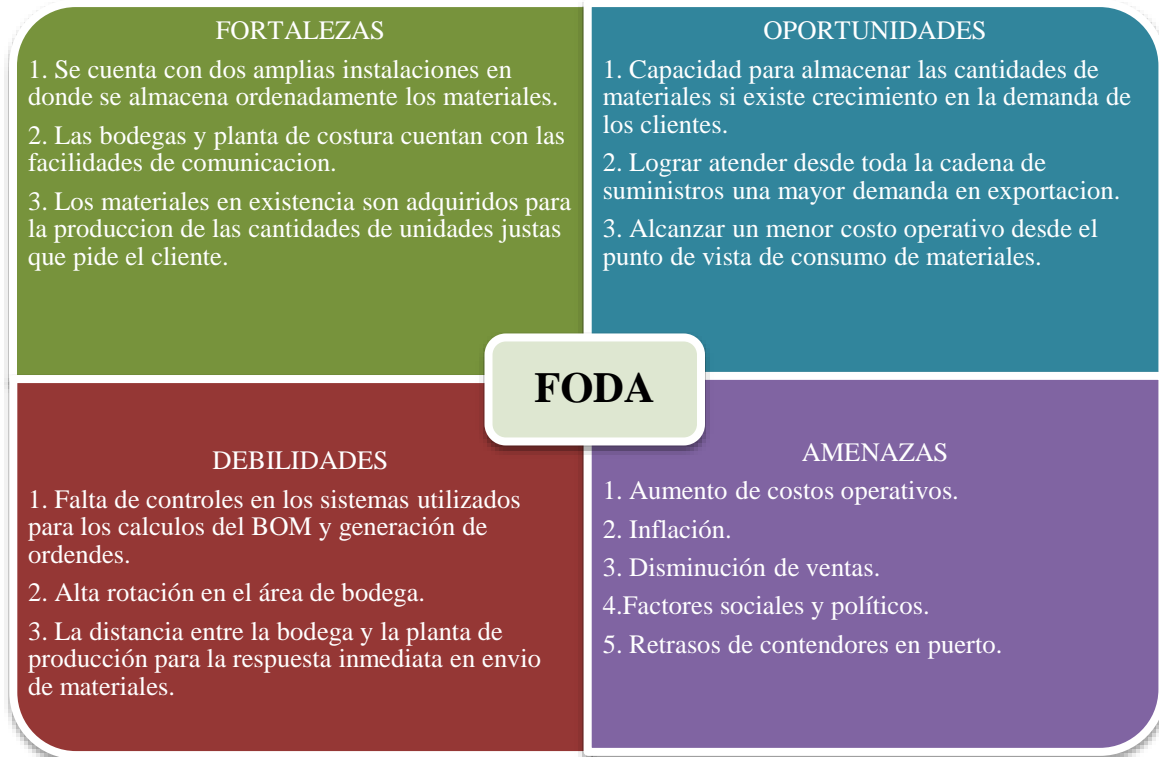 FORTALEZAS
1. Se cuenta con dos amplias instalaciones en
donde se almacena ordenadamente los materiales.
2. Las bodegas y planta de costura cuentan con las
facilidades de comunicacion.
3. Los materiales en existencia son adquiridos para
la produccion de las cantidades de unidades justas
que pide el cliente.
OPORTUNIDADES
1. Capacidad para almacenar las cantidades de
materiales si existe crecimiento en la demanda de
los clientes.
2. Lograr atender desde toda la cadena de
suministros una mayor demanda en exportacion.
3. Alcanzar un menor costo operativo desde el
punto de vista de consumo de materiales.
FODA
DEBILIDADES
1. Falta de controles en los sistemas utilizados
para los calculos del BOM y generación de
ordendes.
2. Alta rotación en el área de bodega.
3. La distancia entre la bodega y la planta de
producción para la respuesta inmediata en envio
de materiales.
AMENAZAS
1. Aumento de costos operativos.
2. Inflación.
3. Disminución de ventas.
4.Factores sociales y políticos.
5. Retrasos de contendores en puerto.